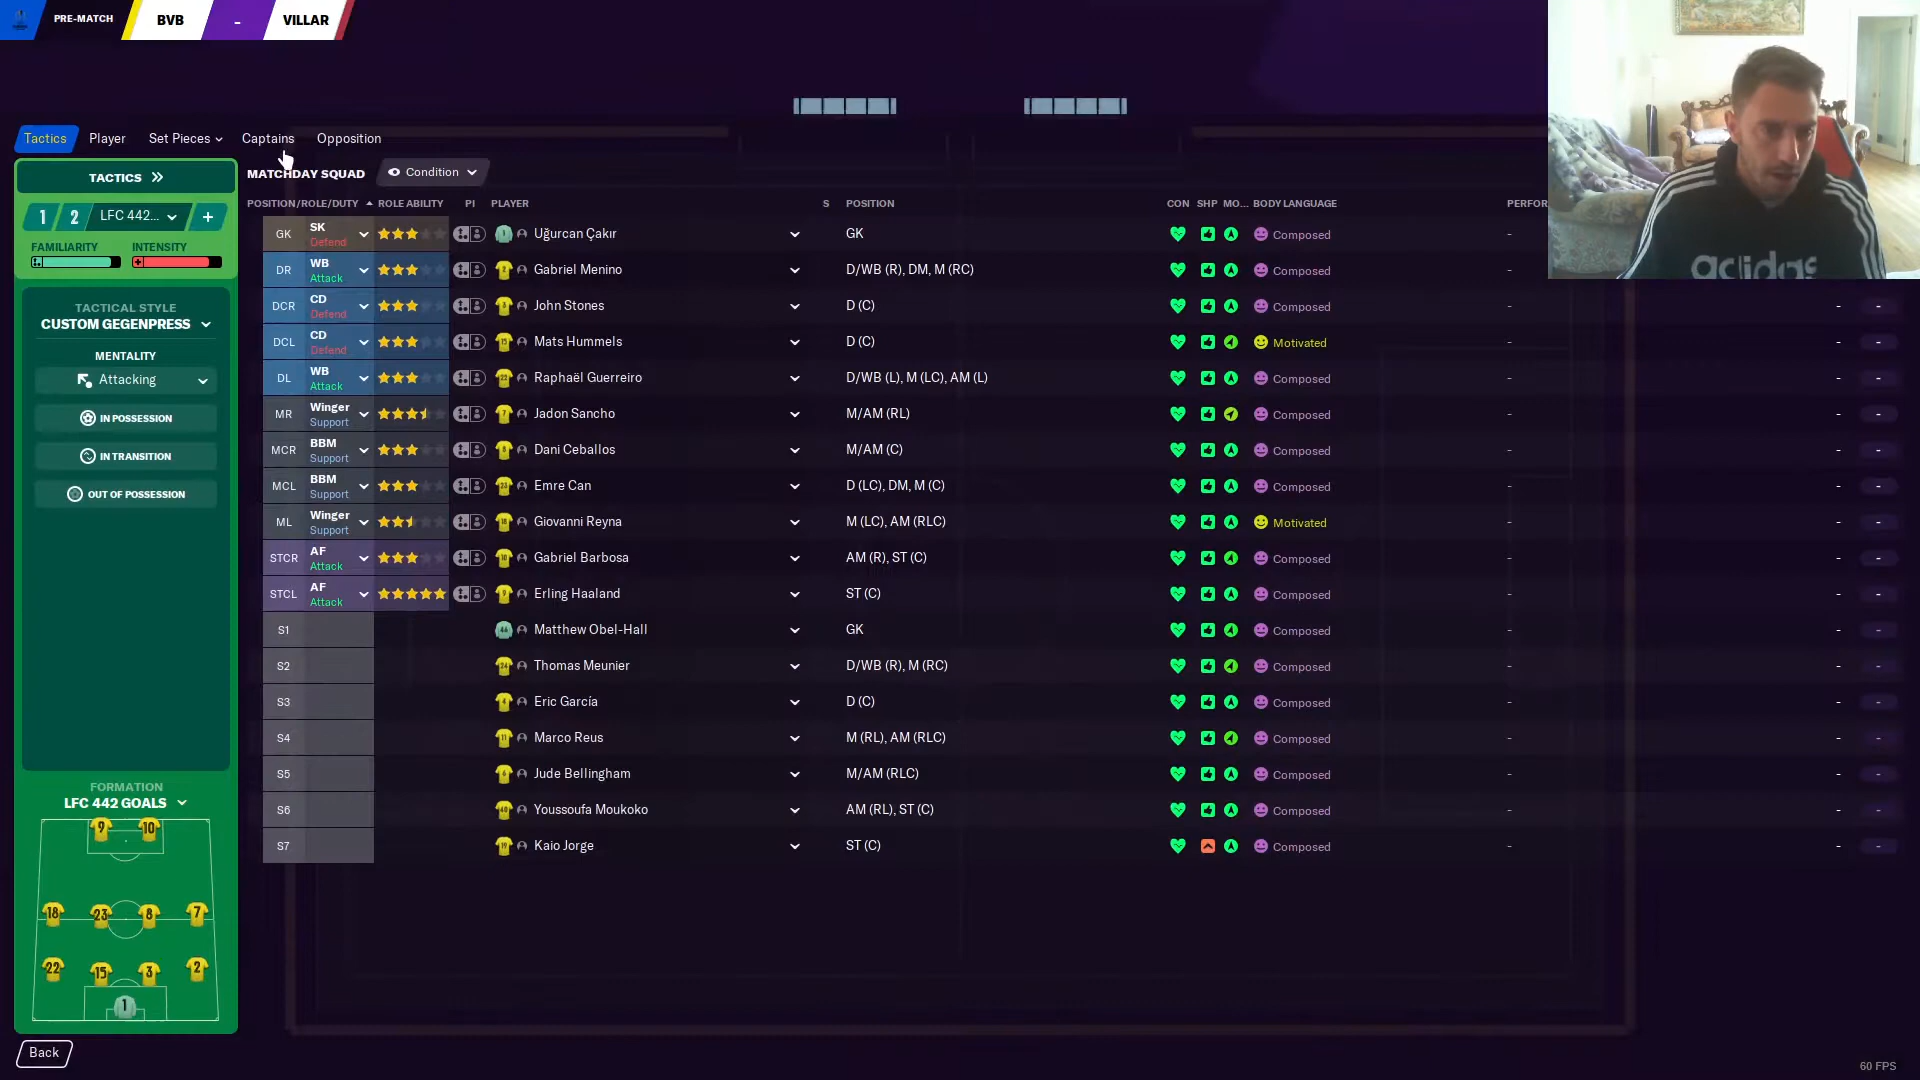 PRE-MATCH BVB - VILLAR
Tactics Player Set Pieces Captains Opposition
TACTICS
MATCHDAY SQUAD Condition
1 2 LFC 442... +
FAMILIARITY INTENSITY
TACTICAL STYLE
CUSTOM GEGENPRESS
MENTALITY
Attacking
IN POSSESSION
IN TRANSITION
OUT OF POSSESSION
FORMATION
LFC 442 GOALS
9 10
18 23 8 7
22 15 3 2
1
Back
POSITION/ROLE/DUTY ROLE ABILITY PI PLAYER S POSITION CON SHP MO... BODY LANGUAGE PERFOR
GK SK Defend Uğurcan Çakır GK Composed -
DR WB Attack Gabriel Menino D/WB (R), DM, M (RC) Composed -
DCR CD Defend John Stones D (C) Composed - - -
DCL CD Defend Mats Hummels D (C) Motivated - - -
DL WB Attack Raphaël Guerreiro D/WB (L), M (LC), AM (L) Composed - - -
MR Winger Support Jadon Sancho M/AM (RL) Composed - - -
MCR BBM Support Dani Ceballos M/AM (C) Composed - - -
MCL BBM Support Emre Can D (LC), DM, M (C) Composed - - -
ML Winger Support Giovanni Reyna M (LC), AM (RLC) Motivated - - -
STCR AF Attack Gabriel Barbosa AM (R), ST (C) Composed - - -
STCL AF Attack Erling Haaland ST (C) Composed - - -
S1 Matthew Obel-Hall GK Composed - - -
S2 Thomas Meunier D/WB (R), M (RC) Composed - - -
S3 Eric García D (C) Composed - - -
S4 Marco Reus M (RL), AM (RLC) Composed - - -
S5 Jude Bellingham M/AM (RLC) Composed - - -
S6 Youssoufa Moukoko AM (RL), ST (C) Composed - - -
S7 Kaio Jorge ST (C) Composed - - -
adidas
60 FPS